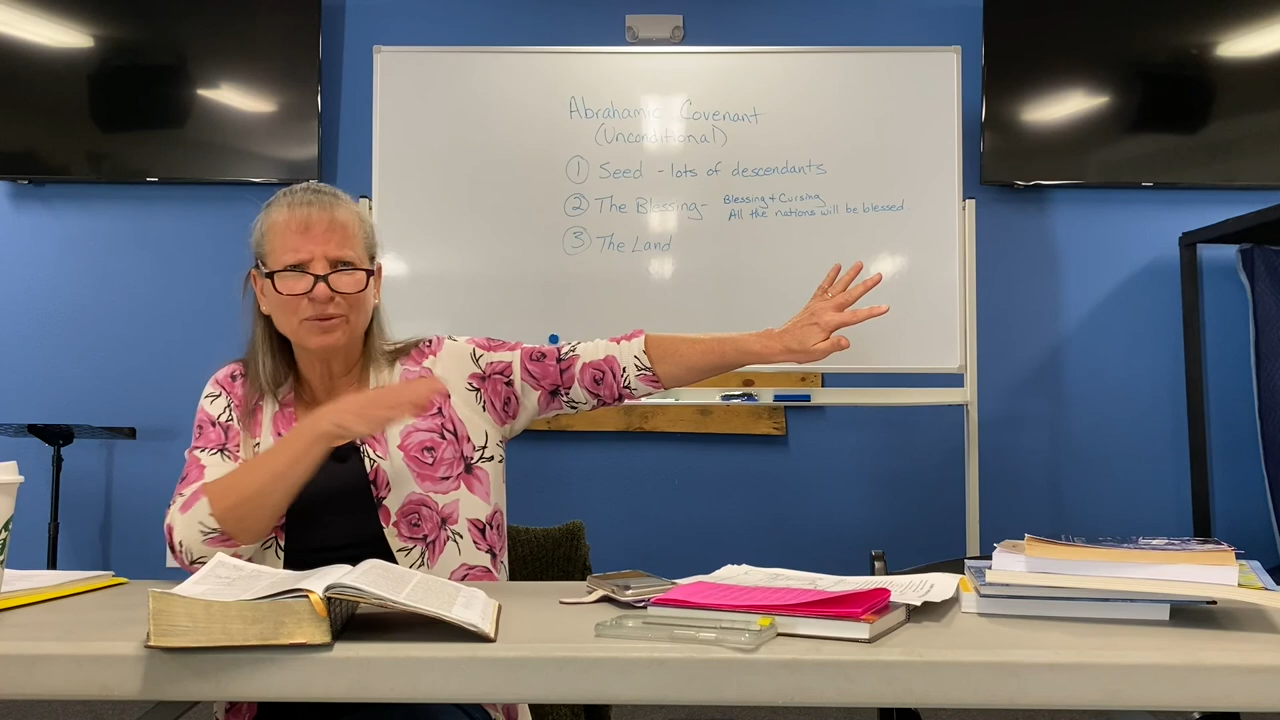 Abrahamic Covenant
(Unconditional)
① Seed - lots of descendants
② The Blessing- Blessing + Cursing
All the nations will be blessed
③ The Land